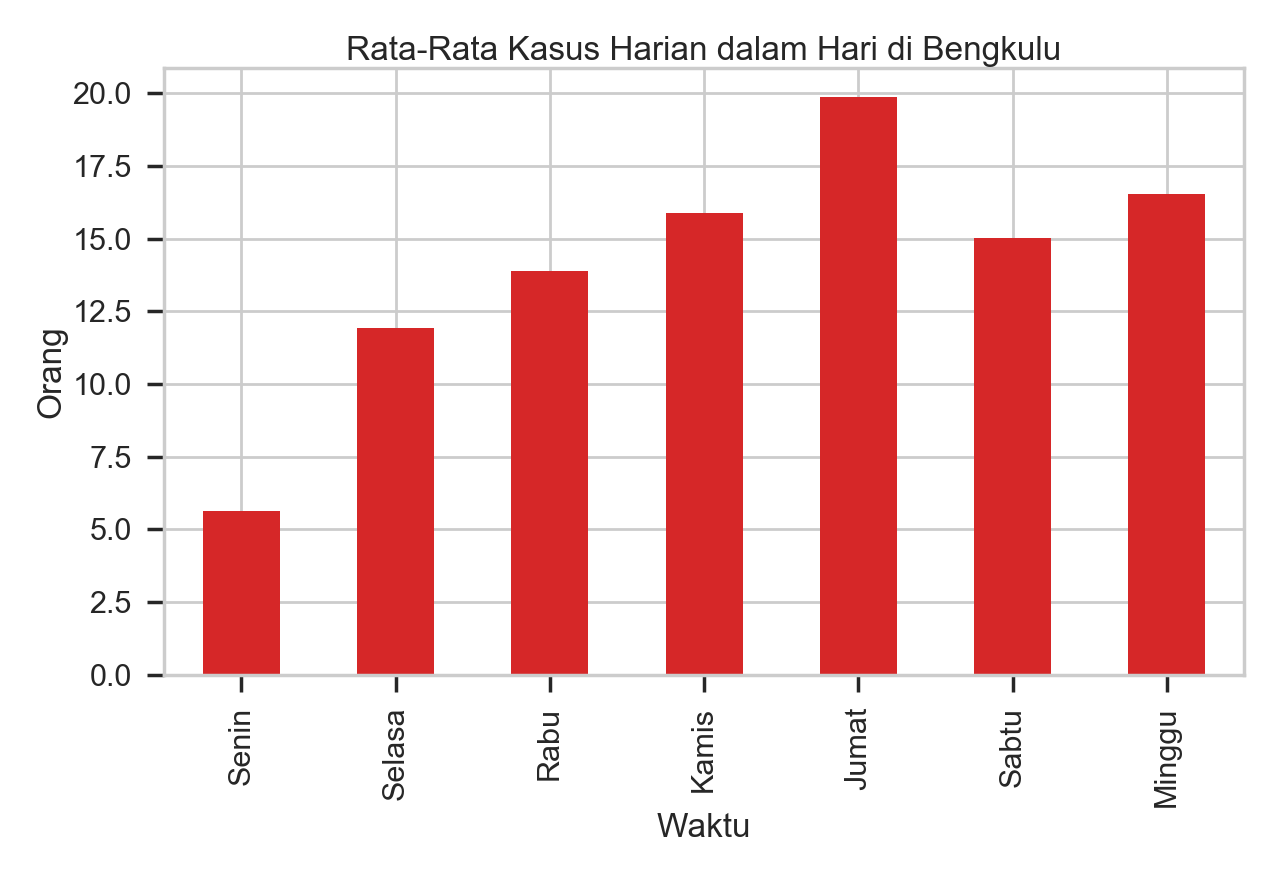 Rata-Rata Kasus Harian dalam Hari di Bengkulu
20.0
17.5
15.0
12.5
10.0
7.5
5.0
2.5
0.0
Orang
Senin
Selasa
Rabu
Kamis
Jumat
Sabtu
Minggu
Waktu